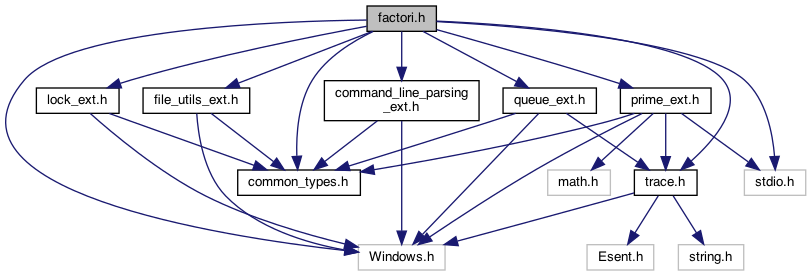 factori.h
lock_ext.h
file_utils_ext.h
command_line_parsing
_ext.h
queue_ext.h
prime_ext.h
common_types.h
math.h
trace.h
stdio.h
Windows.h
Esent.h
string.h